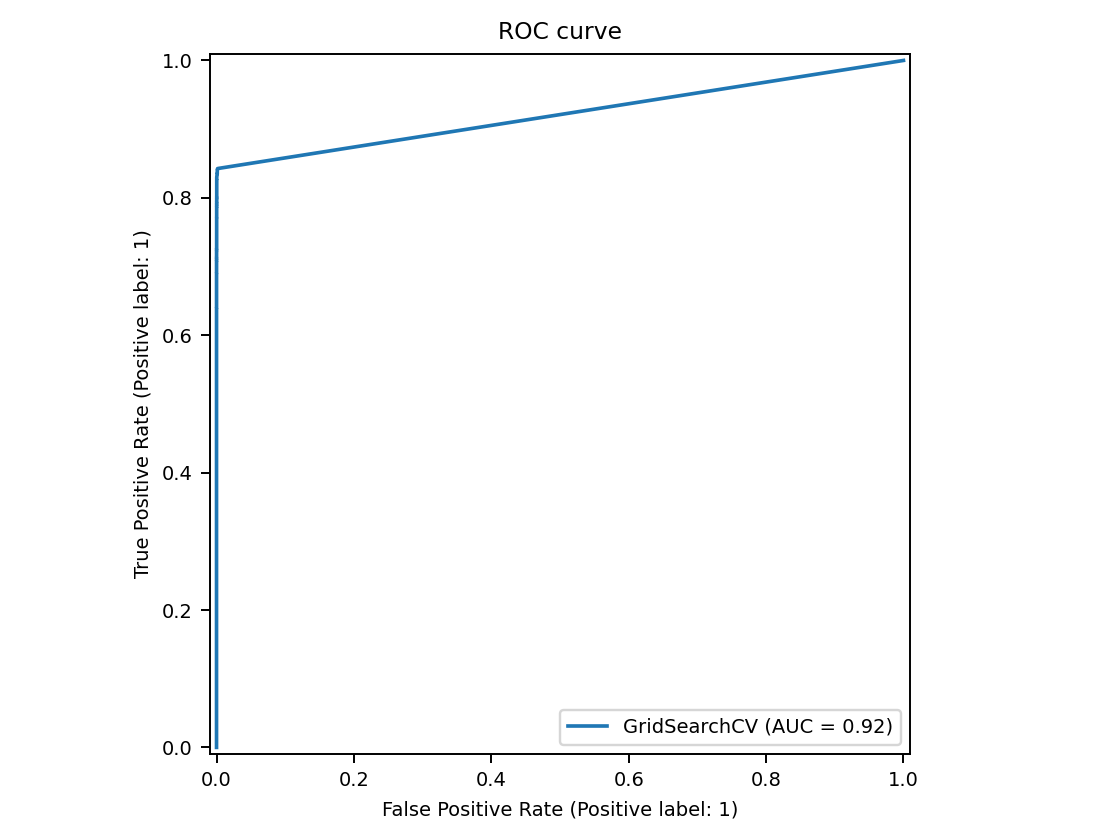 ROC curve
True Positive Rate (Positive label: 1)
1.0
0.8
0.6
0.4
0.2
0.0
GridSearchCV (AUC = 0.92)
0.0 0.2 0.4 0.6 0.8 1.0
False Positive Rate (Positive label: 1)